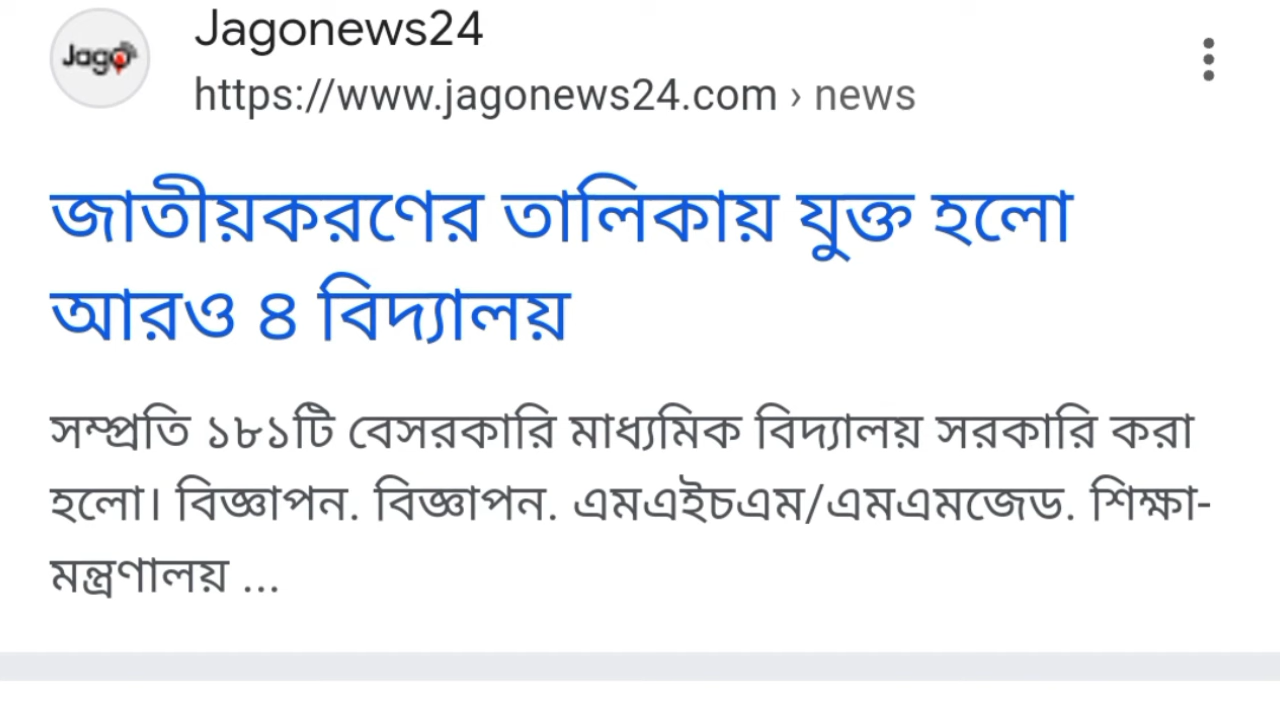 Jago
Jagonews24
https://www.jagonews24.com › news
জাতীয়করণের তালিকায় যুক্ত হলো
আরও ৪ বিদ্যালয়
সম্প্রতি ১৮১টি বেসরকারি মাধ্যমিক বিদ্যালয় সরকারি করা
হলো। বিজ্ঞাপন. বিজ্ঞাপন. এমএইচএম/এমএমজেড. শিক্ষা-
মন্ত্রণালয় ...